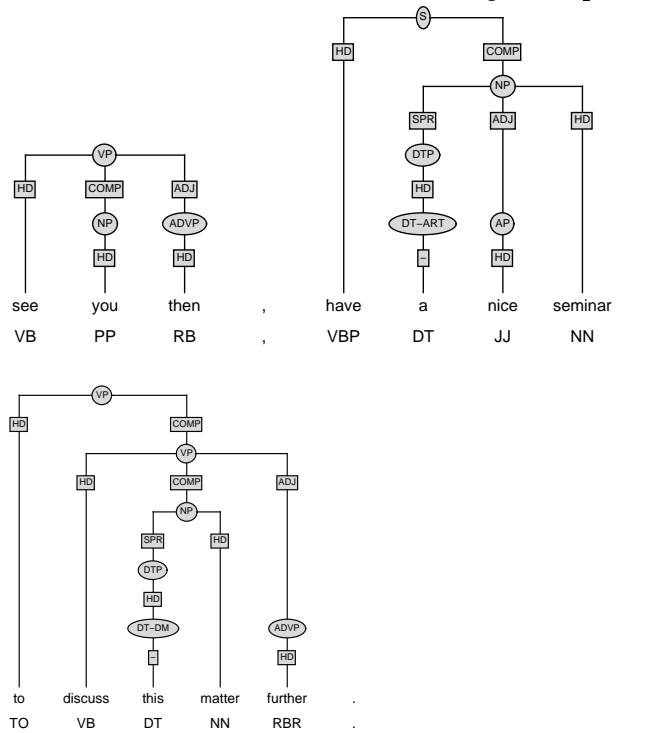 S
HD COMP
NP
SPR ADJ HD
VP DTP
HD COMP ADJ HD
NP ADVP DT–ART AP
HD HD – HD
see you then , have a nice seminar
VB PP RB , VBP DT JJ NN
VP
HD COMP
VP
HD COMP ADJ
NP
SPR HD
DTP
HD
DT–DM ADVP
– HD
to discuss this matter further .
TO VB DT NN RBR .